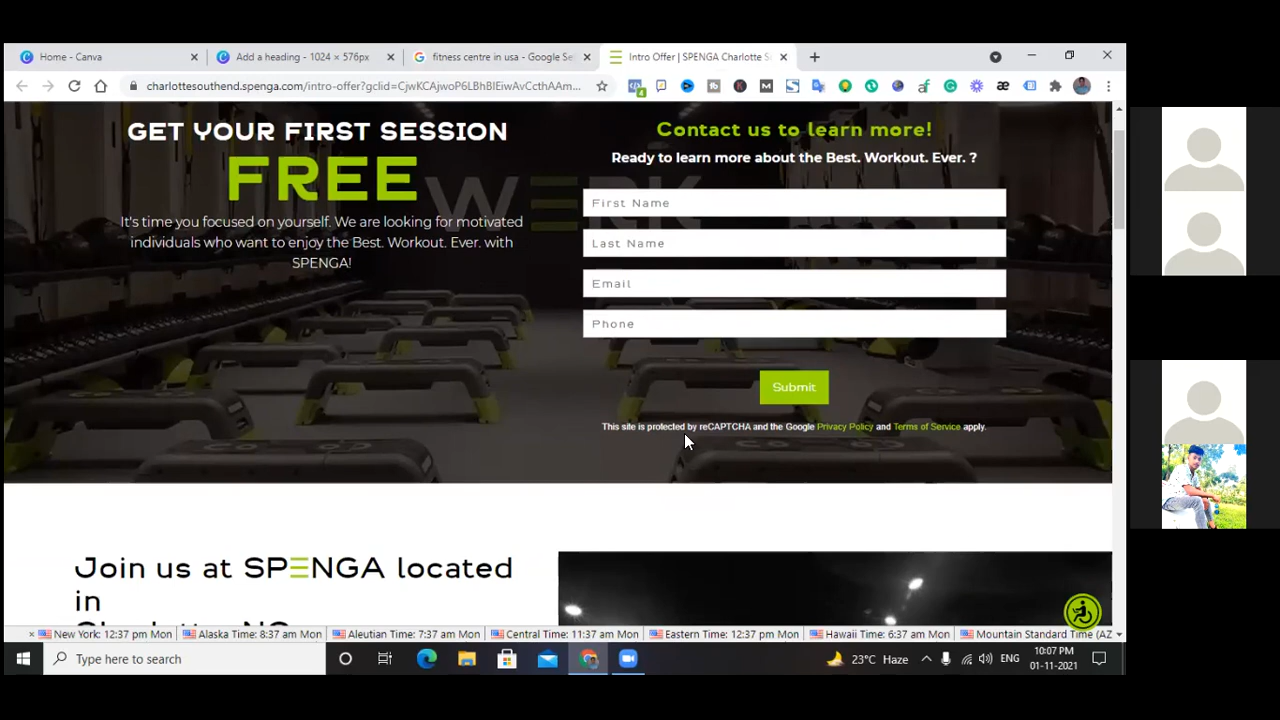 Home - Canva
Add a heading - 1024 × 576px
fitness centre in usa - Google Se
Intro Offer | SPENGA Charlotte S
charlottesouthend.spenga.com/intro-offer?gclid=CjwKCAjwoP6LBhBlEiwAvCcthAAm...
GET YOUR FIRST SESSION
FREE
It's time you focused on yourself. We are looking for motivated
individuals who want to enjoy the Best. Workout. Ever. with
SPENGA!
WERK
Contact us to learn more!
Ready to learn more about the Best. Workout. Ever. ?
First Name
Last Name
Email
Phone
Submit
This site is protected by reCAPTCHA and the Google Privacy Policy and Terms of Service apply.
Join us at SPENGA located
in
New York: 12:37 pm Mon
Alaska Time: 8:37 am Mon
Aleutian Time: 7:37 am Mon
Central Time: 11:37 am Mon
Eastern Time: 12:37 pm Mon
Hawaii Time: 6:37 am Mon
Mountain Standard Time (AZ
Type here to search
23°C Haze
ENG
10:07 PM
01-11-2021